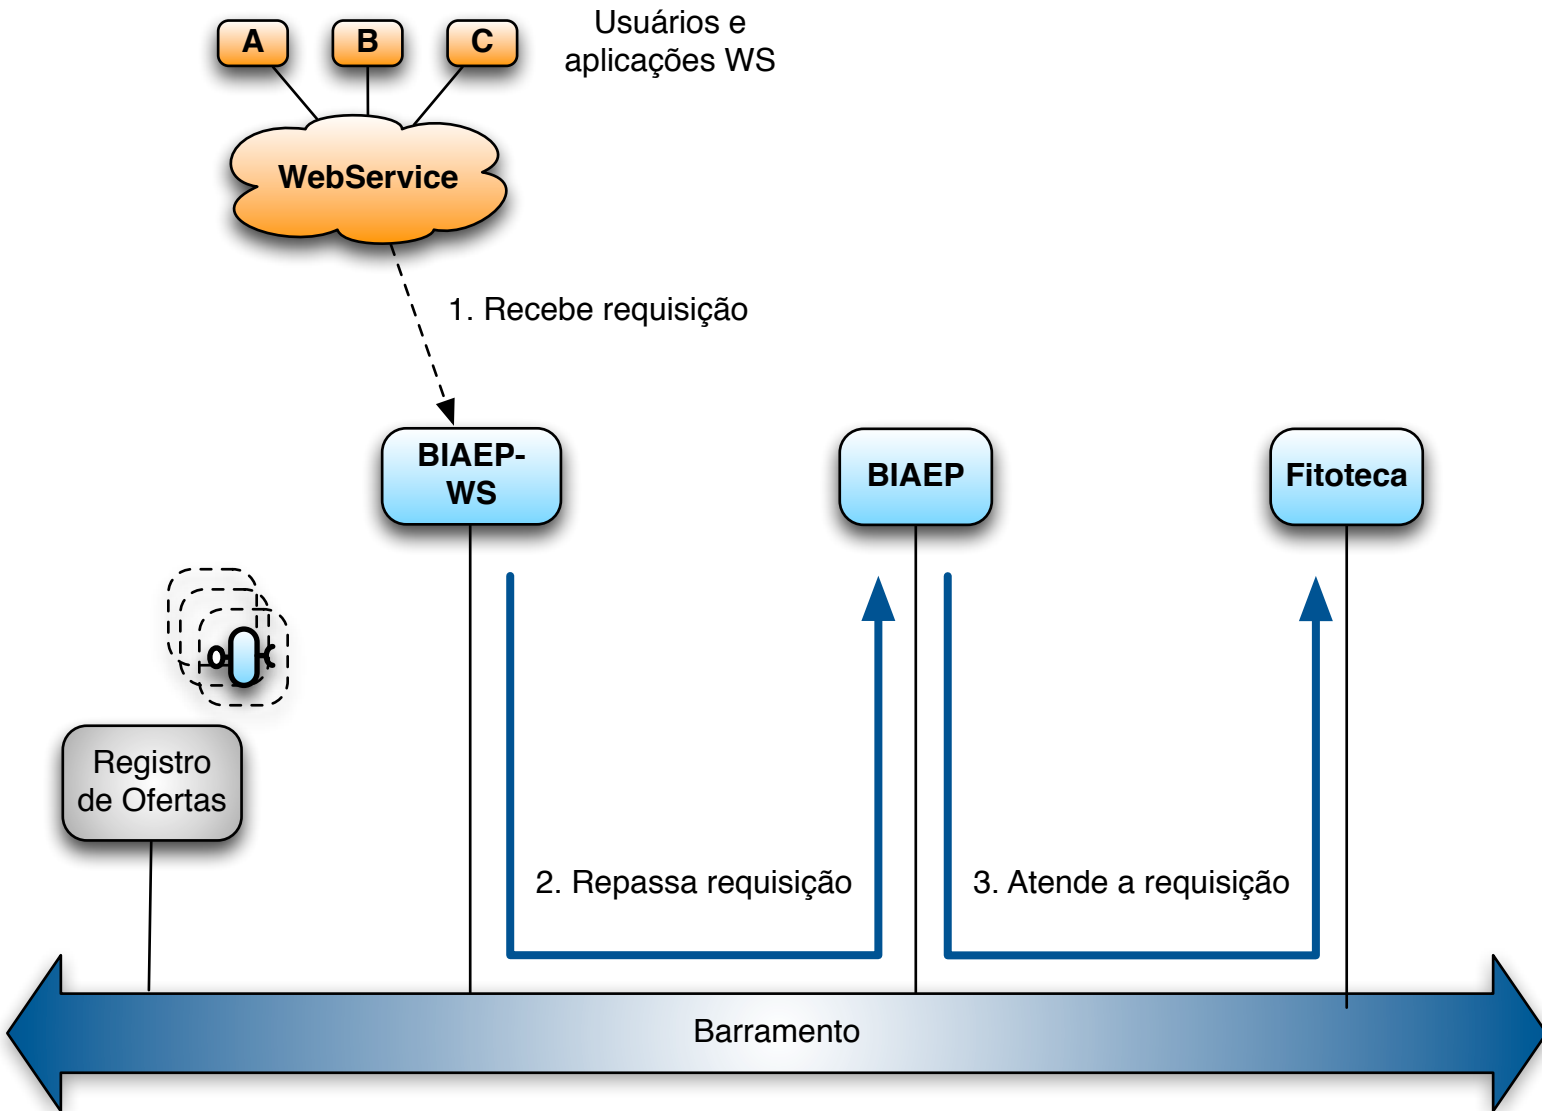 A
B
C
Usuários e
aplicações WS
WebService
1. Recebe requisição
BIAEP-
WS
BIAEP
Fitoteca
Registro
de Ofertas
2. Repassa requisição
3. Atende a requisição
Barramento